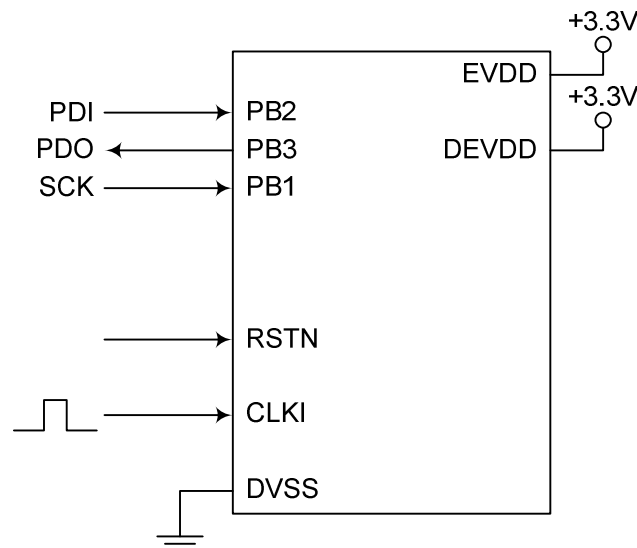 +3.3V
EVDD
+3.3V
PDI PB2
PDO PB3 DEVDD
SCK PB1
RSTN
CLKI
DVSS